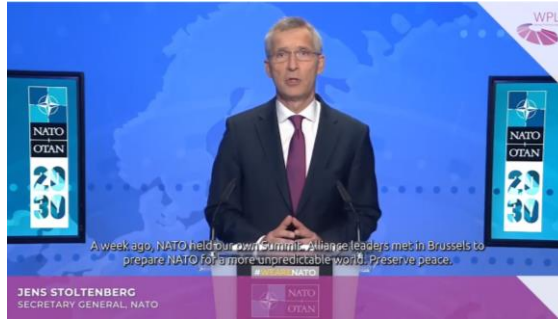 WPL
NATO
OTAN
20
30
NATO
OTAN
20
30
A week ago, NATO held our own Summit. Alliance leaders met in Brussels to
prepare NATO for a more unpredictable world. Preserve peace.
#WEARENATO
JENS STOLTENBERG
SECRETARY GENERAL, NATO
NATO
OTAN